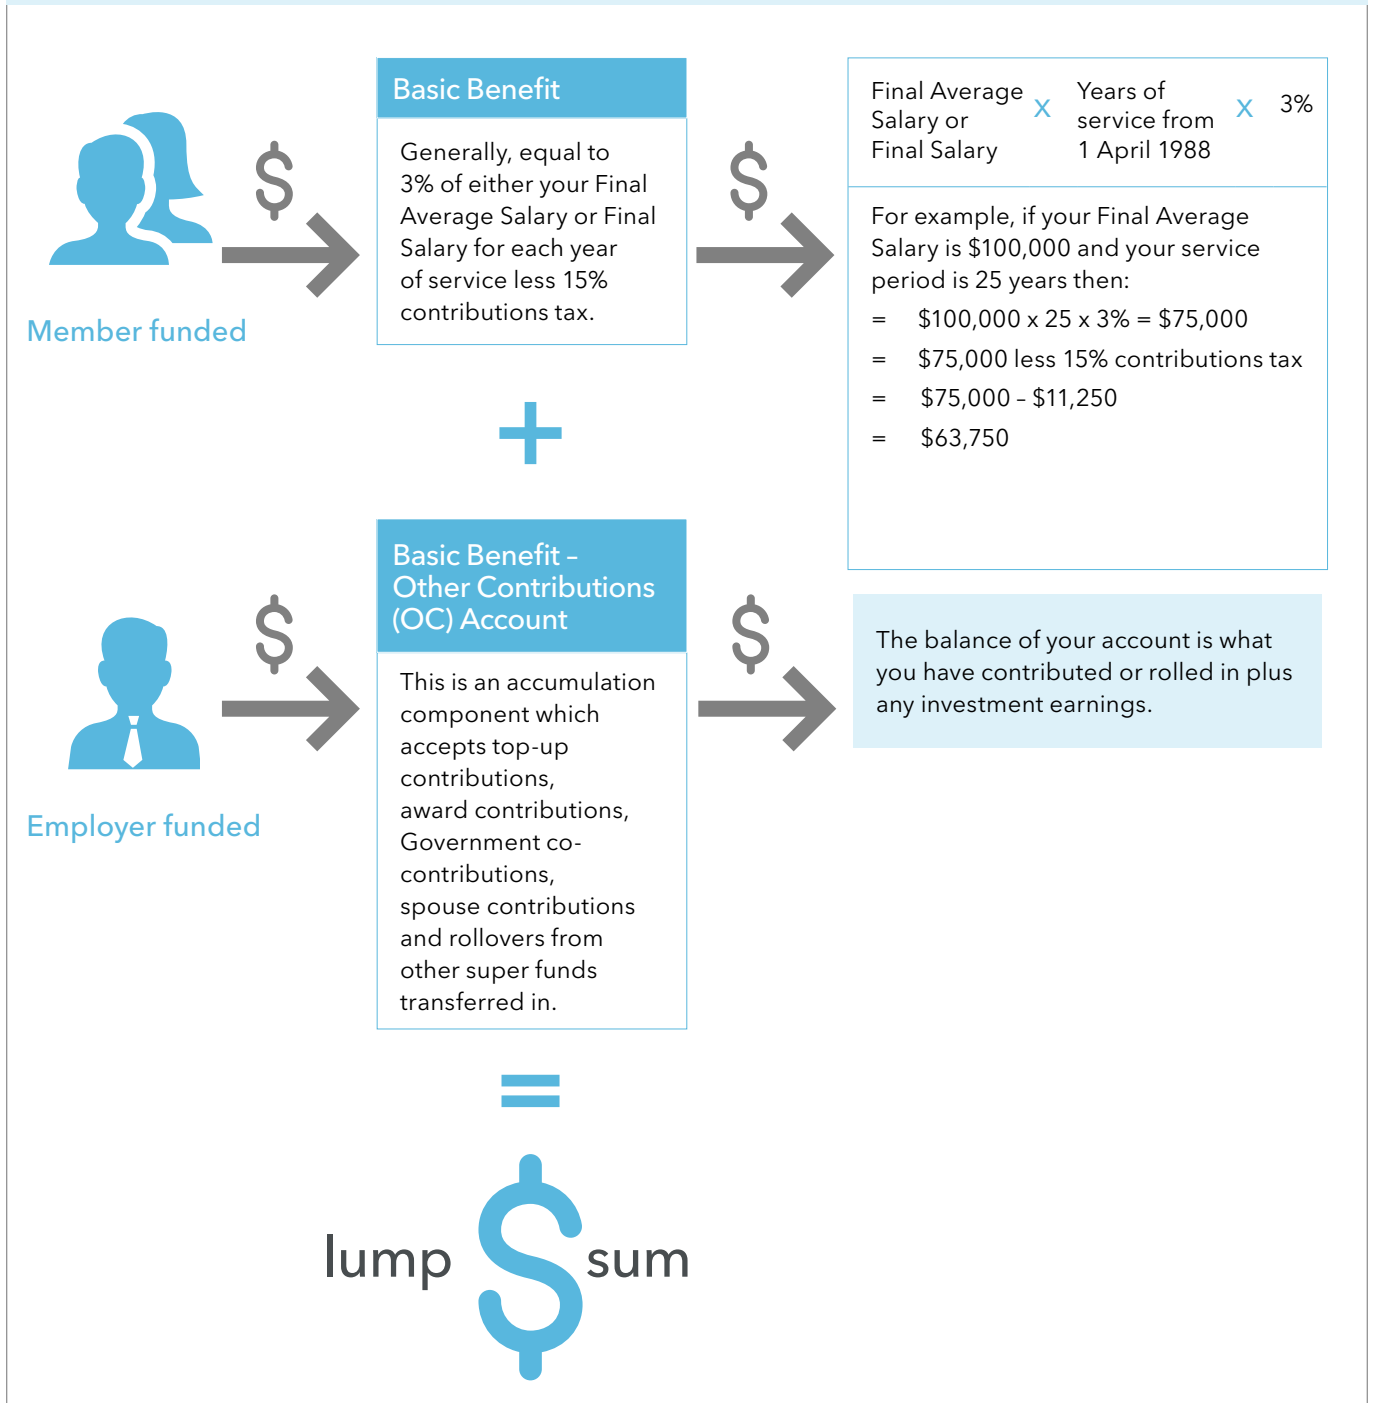 Member funded
Basic Benefit
Generally, equal to
3% of either your Final
Average Salary or Final
Salary for each year
of service less 15%
contributions tax.
Final Average
Salary or
Final Salary
X
Years of
service from
1 April 1988
X
3%
For example, if your Final Average
Salary is $100,000 and your service
period is 25 years then:
= $100,000 x 25 x 3% = $75,000
= $75,000 less 15% contributions tax
= $75,000 – $11,250
= $63,750
+
Employer funded
Basic Benefit –
Other Contributions
(OC) Account
This is an accumulation
component which
accepts top-up
contributions,
award contributions,
Government co-
contributions,
spouse contributions
and rollovers from
other super funds
transferred in.
The balance of your account is what
you have contributed or rolled in plus
any investment earnings.
=
lump $ sum